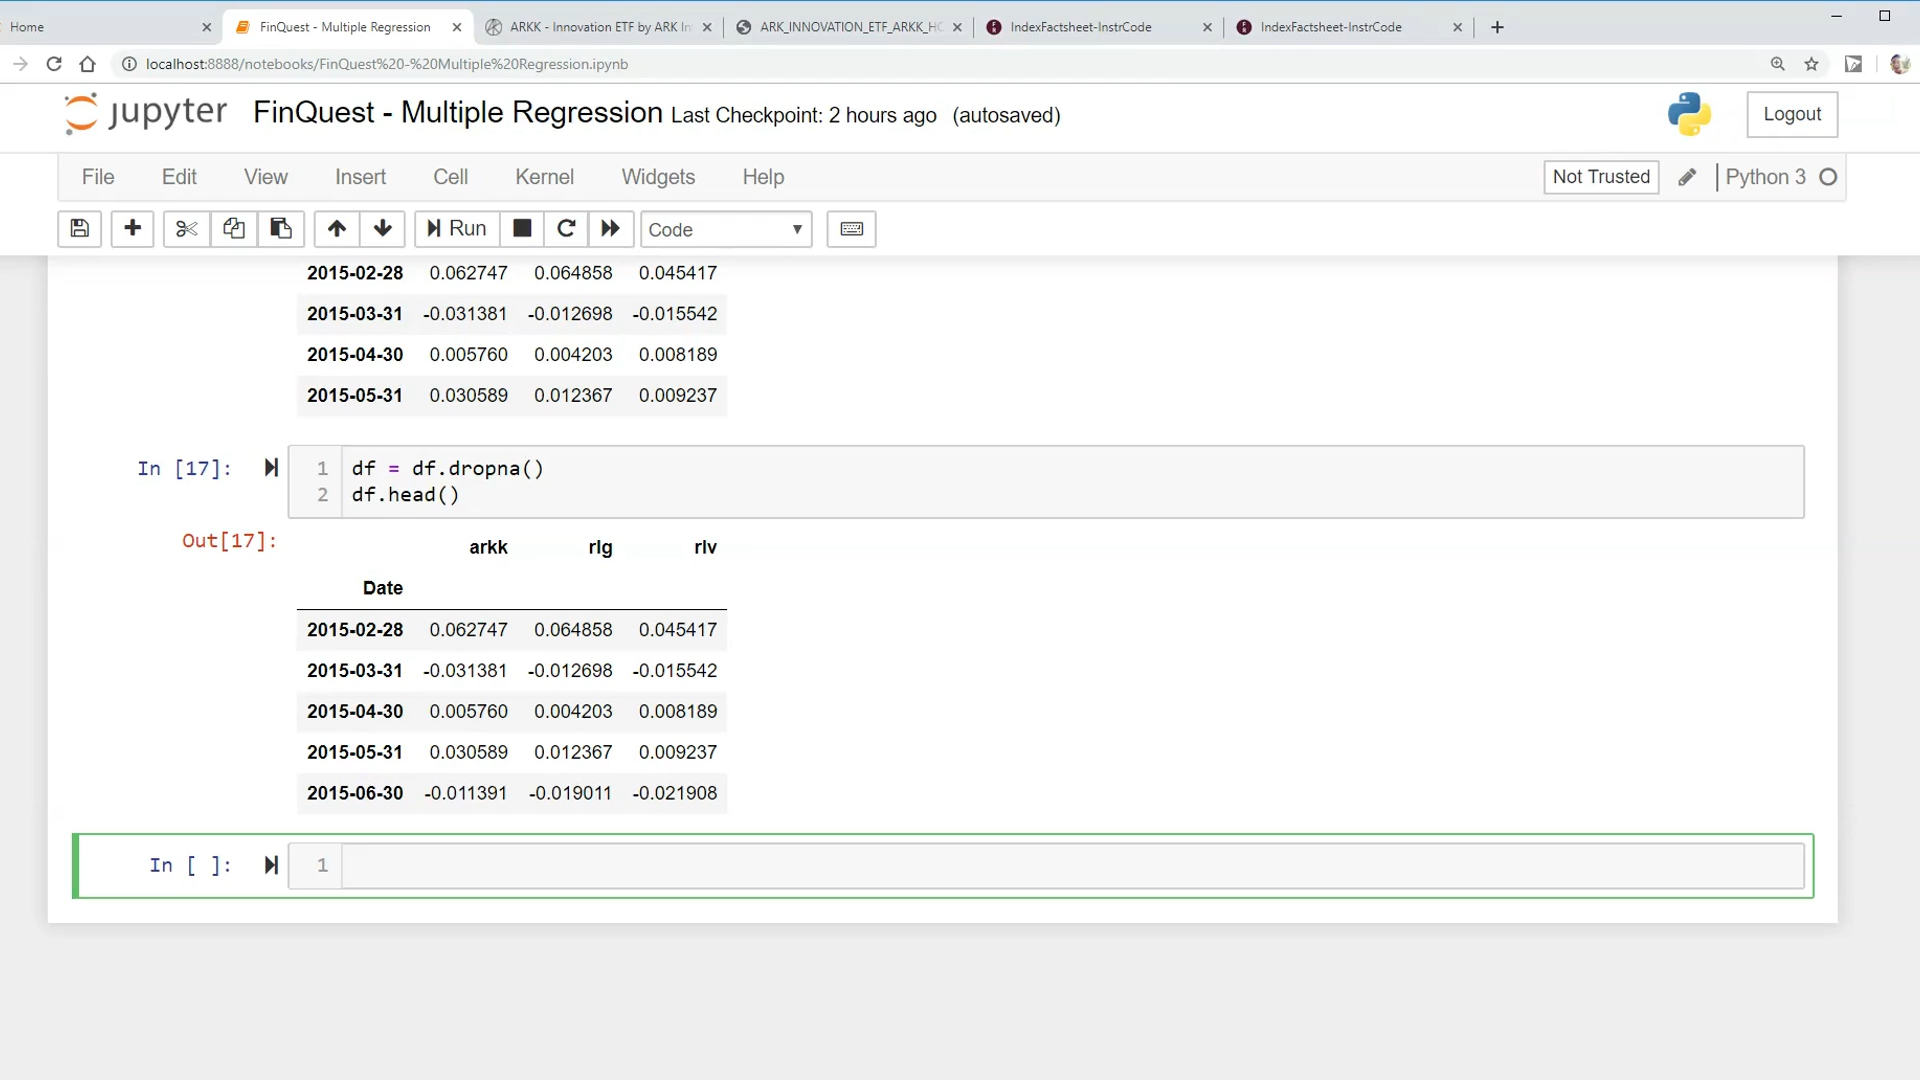 Home
FinQuest - Multiple Regression
ARKK - Innovation ETF by ARK In
ARK_INNOVATION_ETF_ARKK_HO
IndexFactsheet-InstrCode
IndexFactsheet-InstrCode
localhost:8888/notebooks/FinQuest%20-%20Multiple%20Regression.ipynb
jupyter FinQuest - Multiple Regression Last Checkpoint: 2 hours ago (autosaved)
Logout
File Edit View Insert Cell Kernel Widgets Help
Not Trusted
Python 3
Run
Code
2015-02-28 0.062747 0.064858 0.045417
2015-03-31 -0.031381 -0.012698 -0.015542
2015-04-30 0.005760 0.004203 0.008189
2015-05-31 0.030589 0.012367 0.009237
In [17]: 1 df = df.dropna()
2 df.head()
Out[17]:
arkk rlg rlv
Date
2015-02-28 0.062747 0.064858 0.045417
2015-03-31 -0.031381 -0.012698 -0.015542
2015-04-30 0.005760 0.004203 0.008189
2015-05-31 0.030589 0.012367 0.009237
2015-06-30 -0.011391 -0.019011 -0.021908
In [ ]: 1